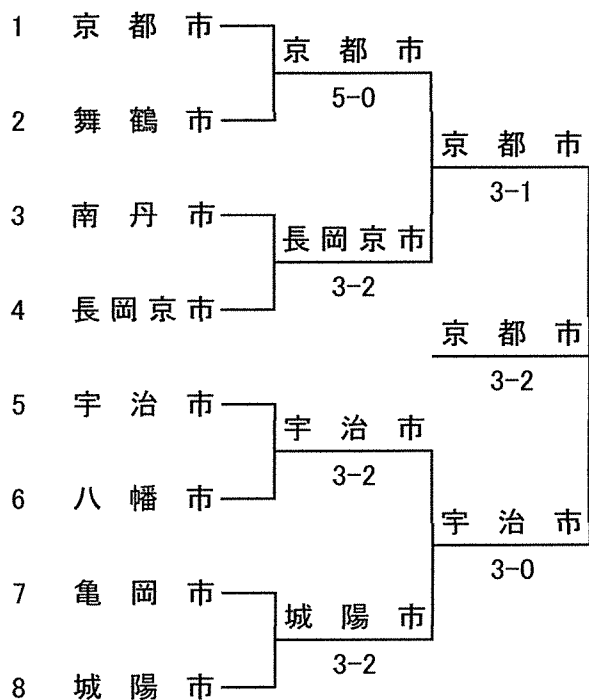 1 京都市
京都市
5-0
2 舞鶴市
京都市
3-1
3 南丹市
長岡京市
3-2
4 長岡京市
京都市
3-2
5 宇治市
宇治市
3-2
6 八幡市
宇治市
3-0
7 亀岡市
城陽市
3-2
8 城陽市